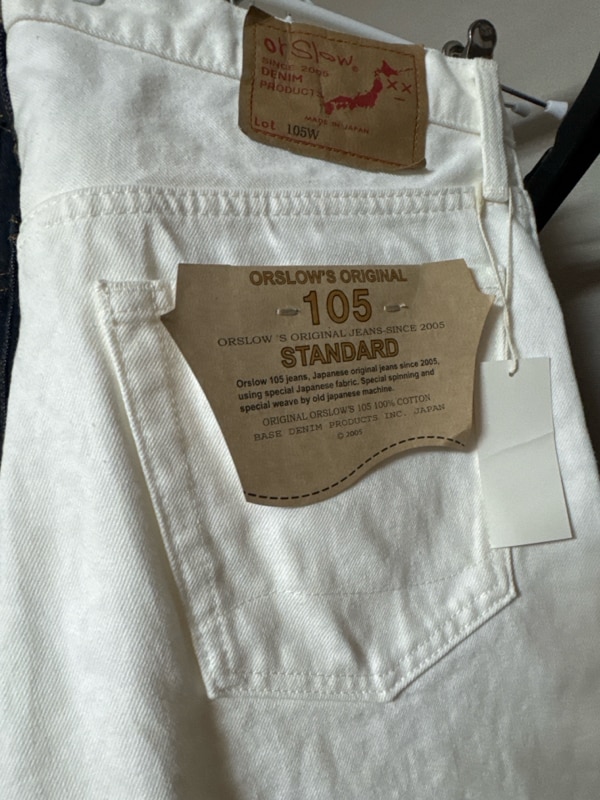 orSlow®
SINCE 2005
DENIM
PRODUCTS
MADE IN JAPAN
Lot 105W
ORSLOW'S ORIGINAL
105
ORSLOW'S ORIGINAL JEANS-SINCE 2005
STANDARD
Orslow 105 jeans, Japanese original jeans since 2005,
using special Japanese fabric. Special spinning and
special weave by old japanese machine.
ORIGINAL ORSLOW'S 105 100% COTTON
BASE DENIM PRODUCTS INC. JAPAN
© 2005